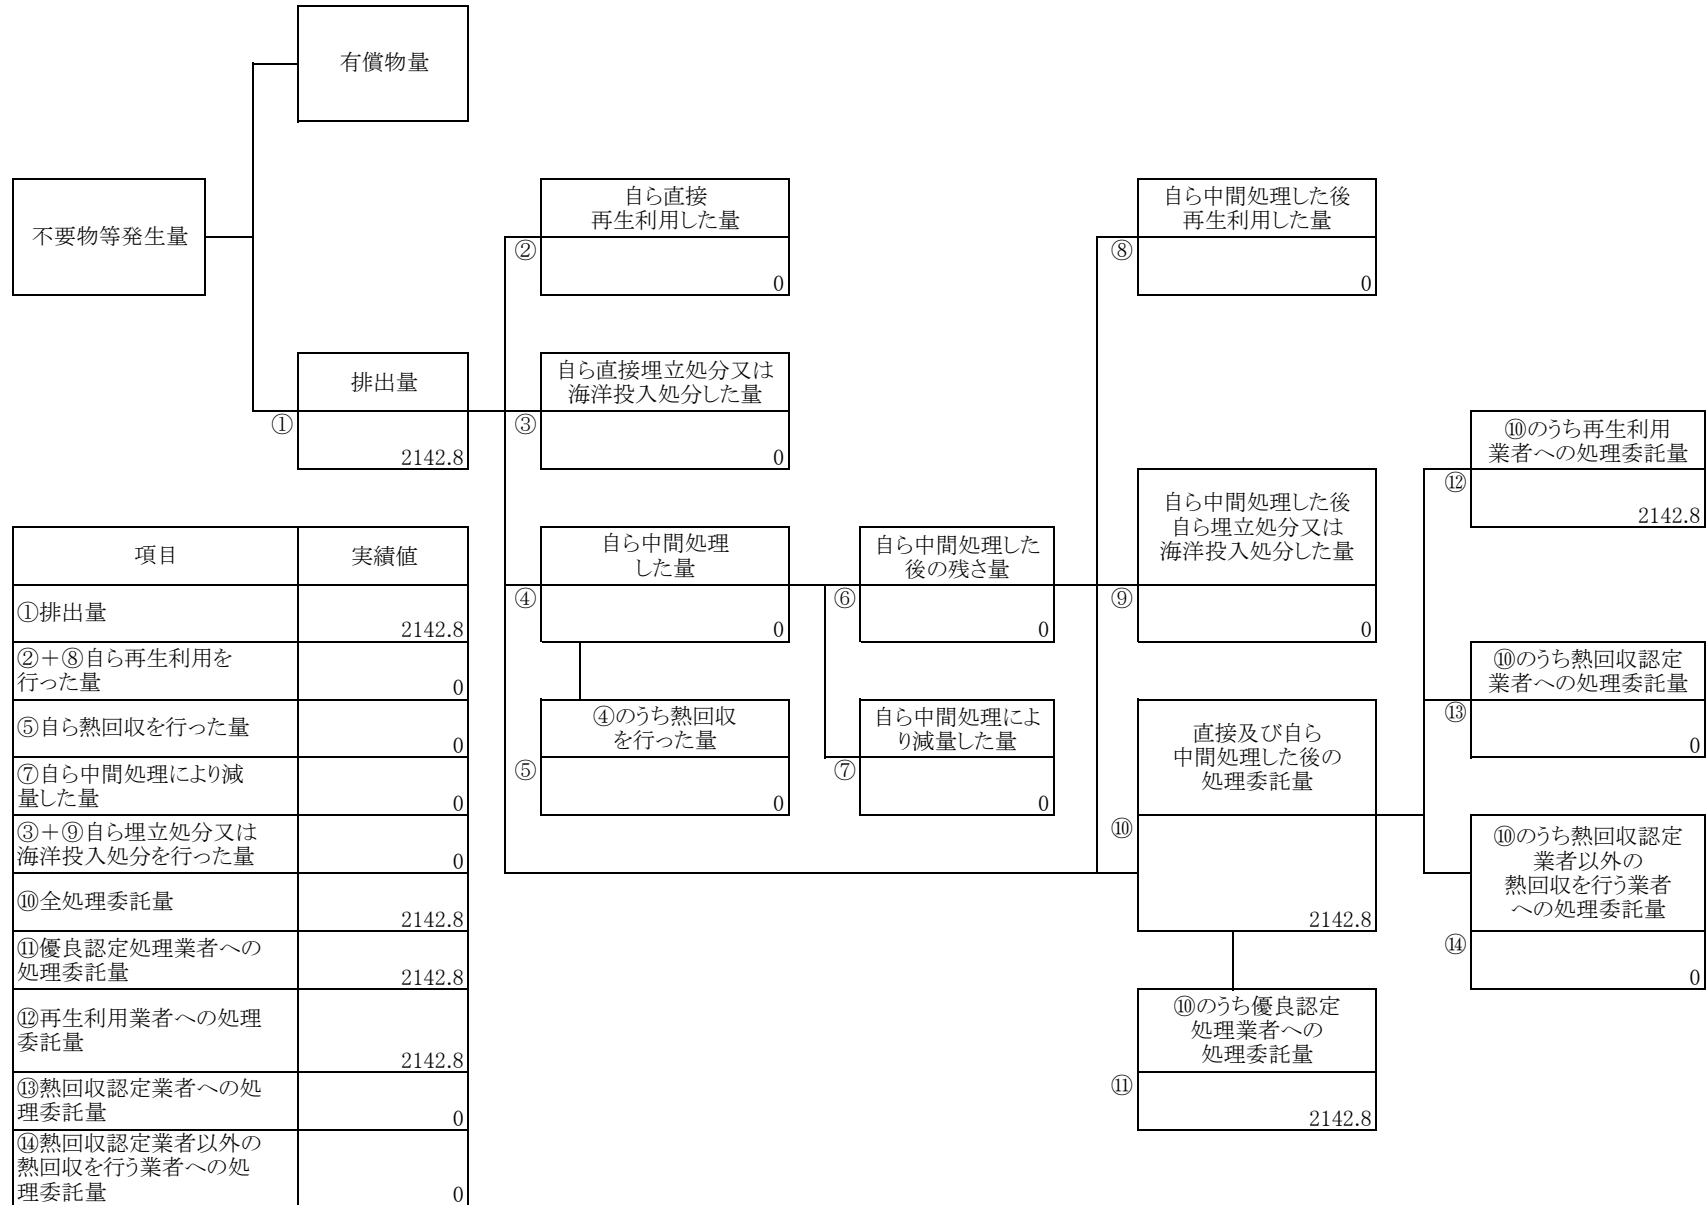 有償物量
不要物等発生量
自ら直接
再生利用した量
②
0
自ら中間処理した後
再生利用した量
⑧
0
排出量
①
2142.8
自ら直接埋立処分又は
海洋投入処分した量
③
0
⑩のうち再生利用
業者への処理委託量
⑫
2142.8
自ら中間処理した後
自ら埋立処分又は
海洋投入処分した量
⑨
0
自ら中間処理
した量
④
0
自ら中間処理した
後の残さ量
⑥
0
④のうち熱回収
を行った量
⑤
0
自ら中間処理によ
り減量した量
⑦
0
直接及び自ら
中間処理した後の
処理委託量
⑩
2142.8
⑩のうち熱回収認定
業者への処理委託量
⑬
0
⑩のうち熱回収認定
業者以外の
熱回収を行う業者
への処理委託量
⑭
0
⑩のうち優良認定
処理業者への
処理委託量
⑪
2142.8
項目 実績値
①排出量
2142.8
②＋⑧自ら再生利用を
行った量
0
⑤自ら熱回収を行った量
0
⑦自ら中間処理により減
量した量
0
③＋⑨自ら埋立処分又は
海洋投入処分を行った量
0
⑩全処理委託量
2142.8
⑪優良認定処理業者への
処理委託量
2142.8
⑫再生利用業者への処理
委託量
2142.8
⑬熱回収認定業者への処
理委託量
0
⑭熱回収認定業者以外の
熱回収を行う業者への処
理委託量
0